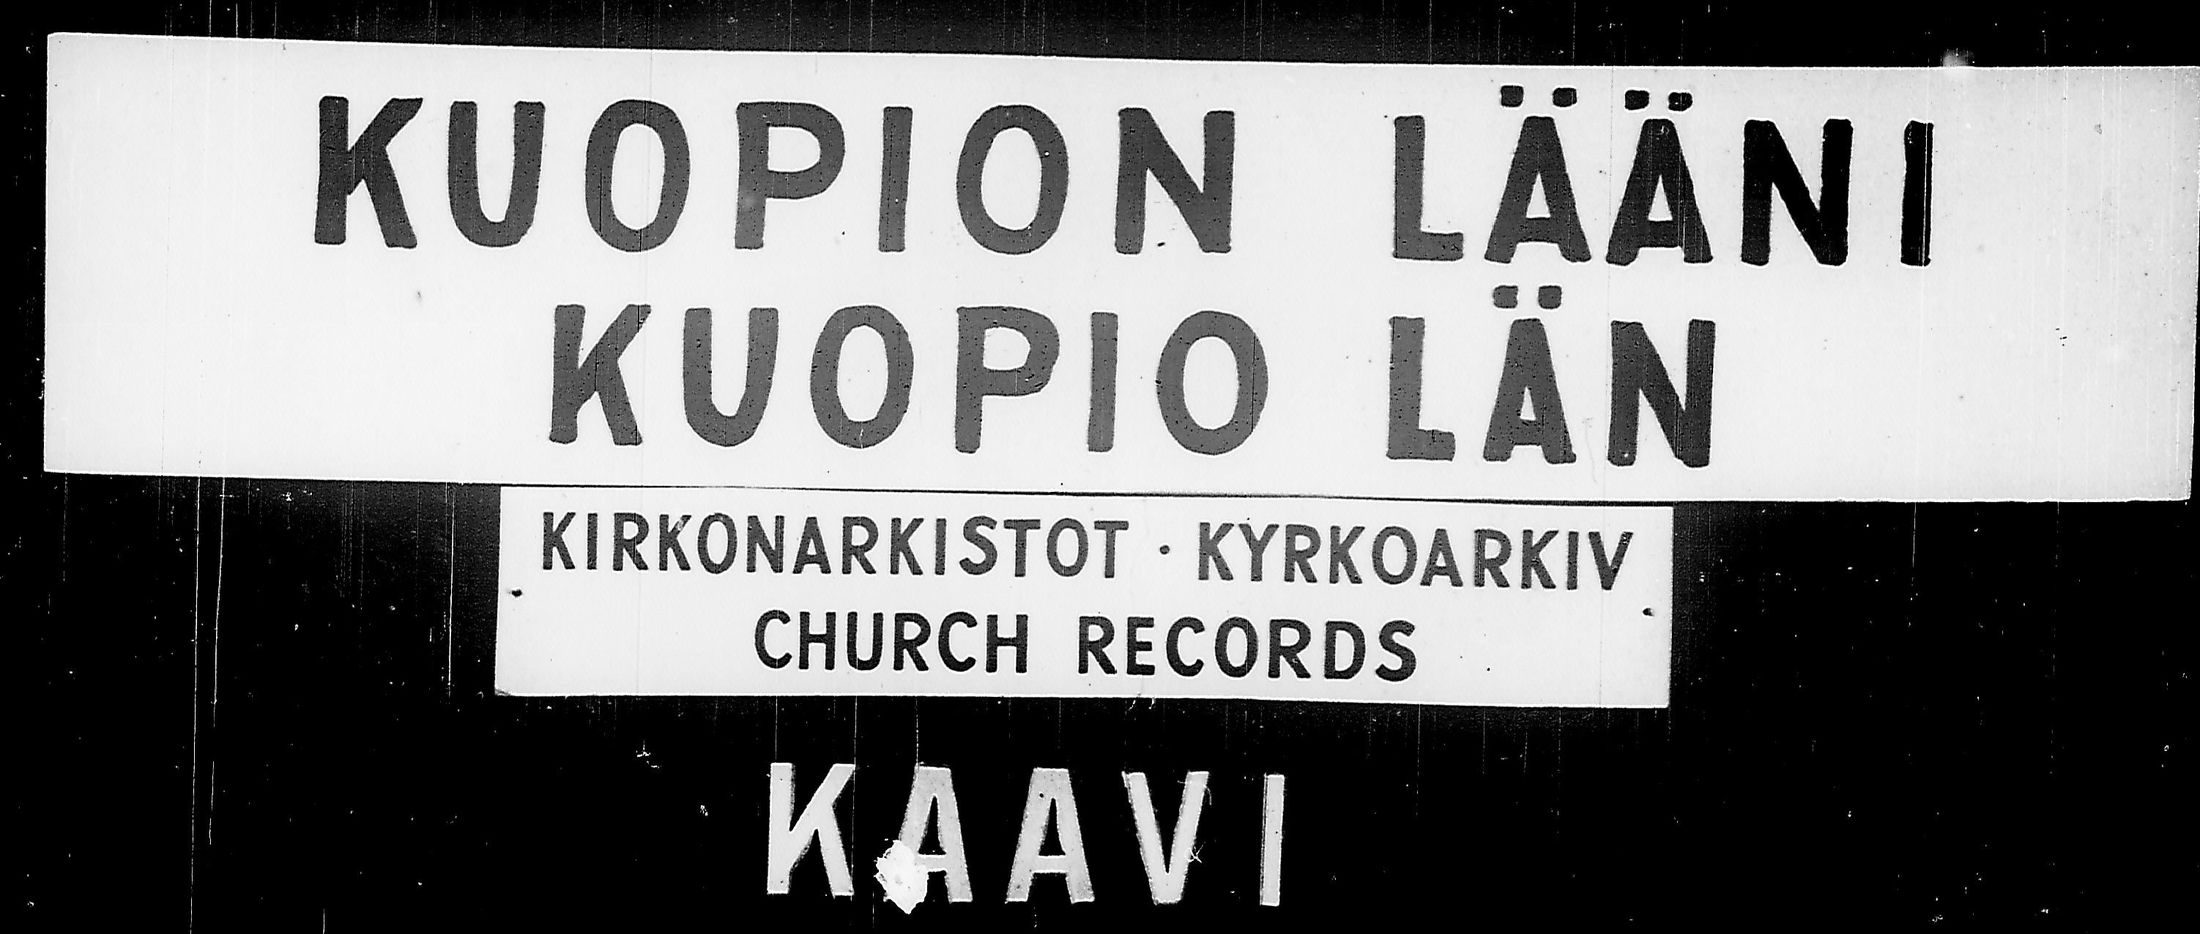 KUOPION LÄÄNI
KUOPIO LÄN
KIRKONARKISTOT · KYRKOARKIV
CHURCH RECORDS
KAAVI